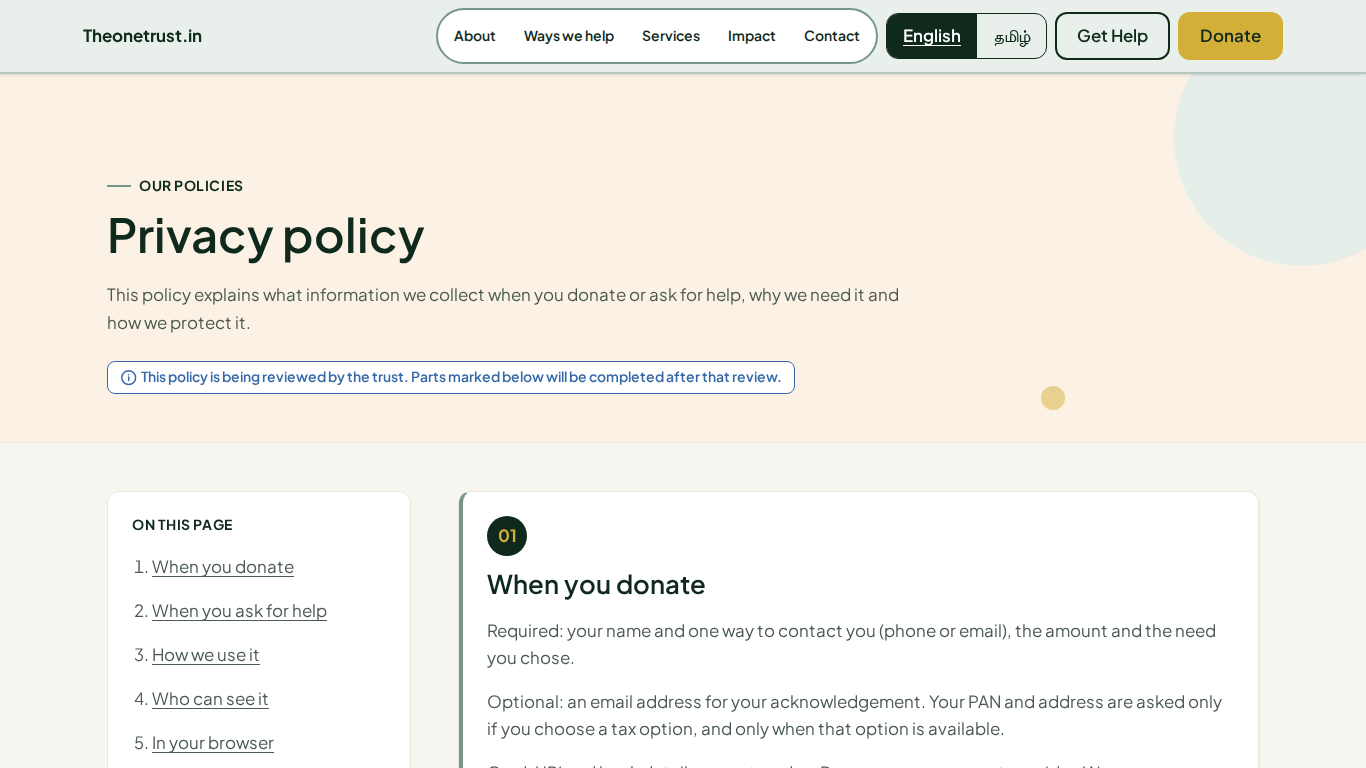 Theonetrust.in
About
Ways we help
Services
Impact
Contact
English
தமிழ்
Get Help
Donate
OUR POLICIES
Privacy policy
This policy explains what information we collect when you donate or ask for help, why we need it and
how we protect it.
This policy is being reviewed by the trust. Parts marked below will be completed after that review.
ON THIS PAGE
1. When you donate
2. When you ask for help
3. How we use it
4. Who can see it
5. In your browser
01
When you donate
Required: your name and one way to contact you (phone or email), the amount and the need
you chose.
Optional: an email address for your acknowledgement. Your PAN and address are asked only
if you choose a tax option, and only when that option is available.